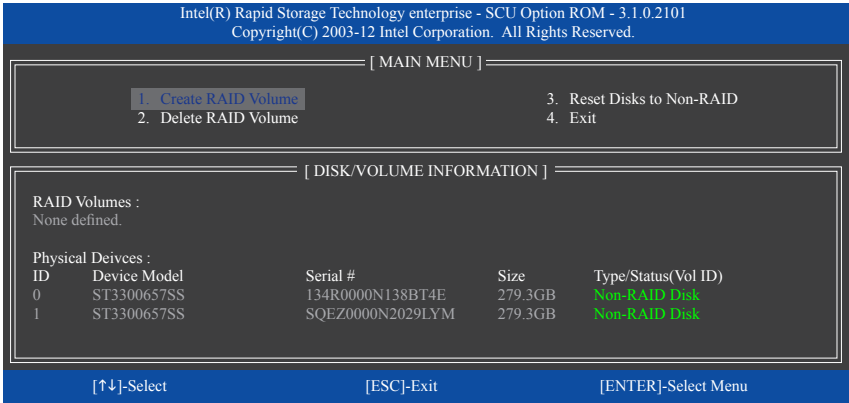 Intel(R) Rapid Storage Technology enterprise - SCU Option ROM - 3.1.0.2101
Copyright(C) 2003-12 Intel Corporation. All Rights Reserved.
[ MAIN MENU ]
1. Create RAID Volume 3. Reset Disks to Non-RAID
2. Delete RAID Volume 4. Exit
[ DISK/VOLUME INFORMATION ]
RAID Volumes :
None defined.
Physical Deivces :
ID Device Model Serial # Size Type/Status(Vol ID)
0 ST3300657SS 134R0000N138BT4E 279.3GB Non-RAID Disk
1 ST3300657SS SQEZ0000N2029LYM 279.3GB Non-RAID Disk
[↑↓]-Select [ESC]-Exit [ENTER]-Select Menu